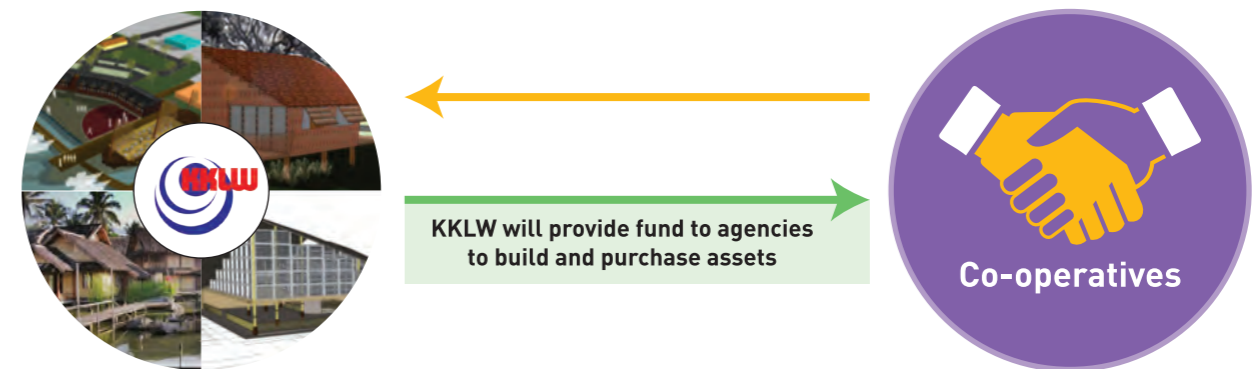 KKLW
KKLW will provide fund to agencies
to build and purchase assets
Co-operatives